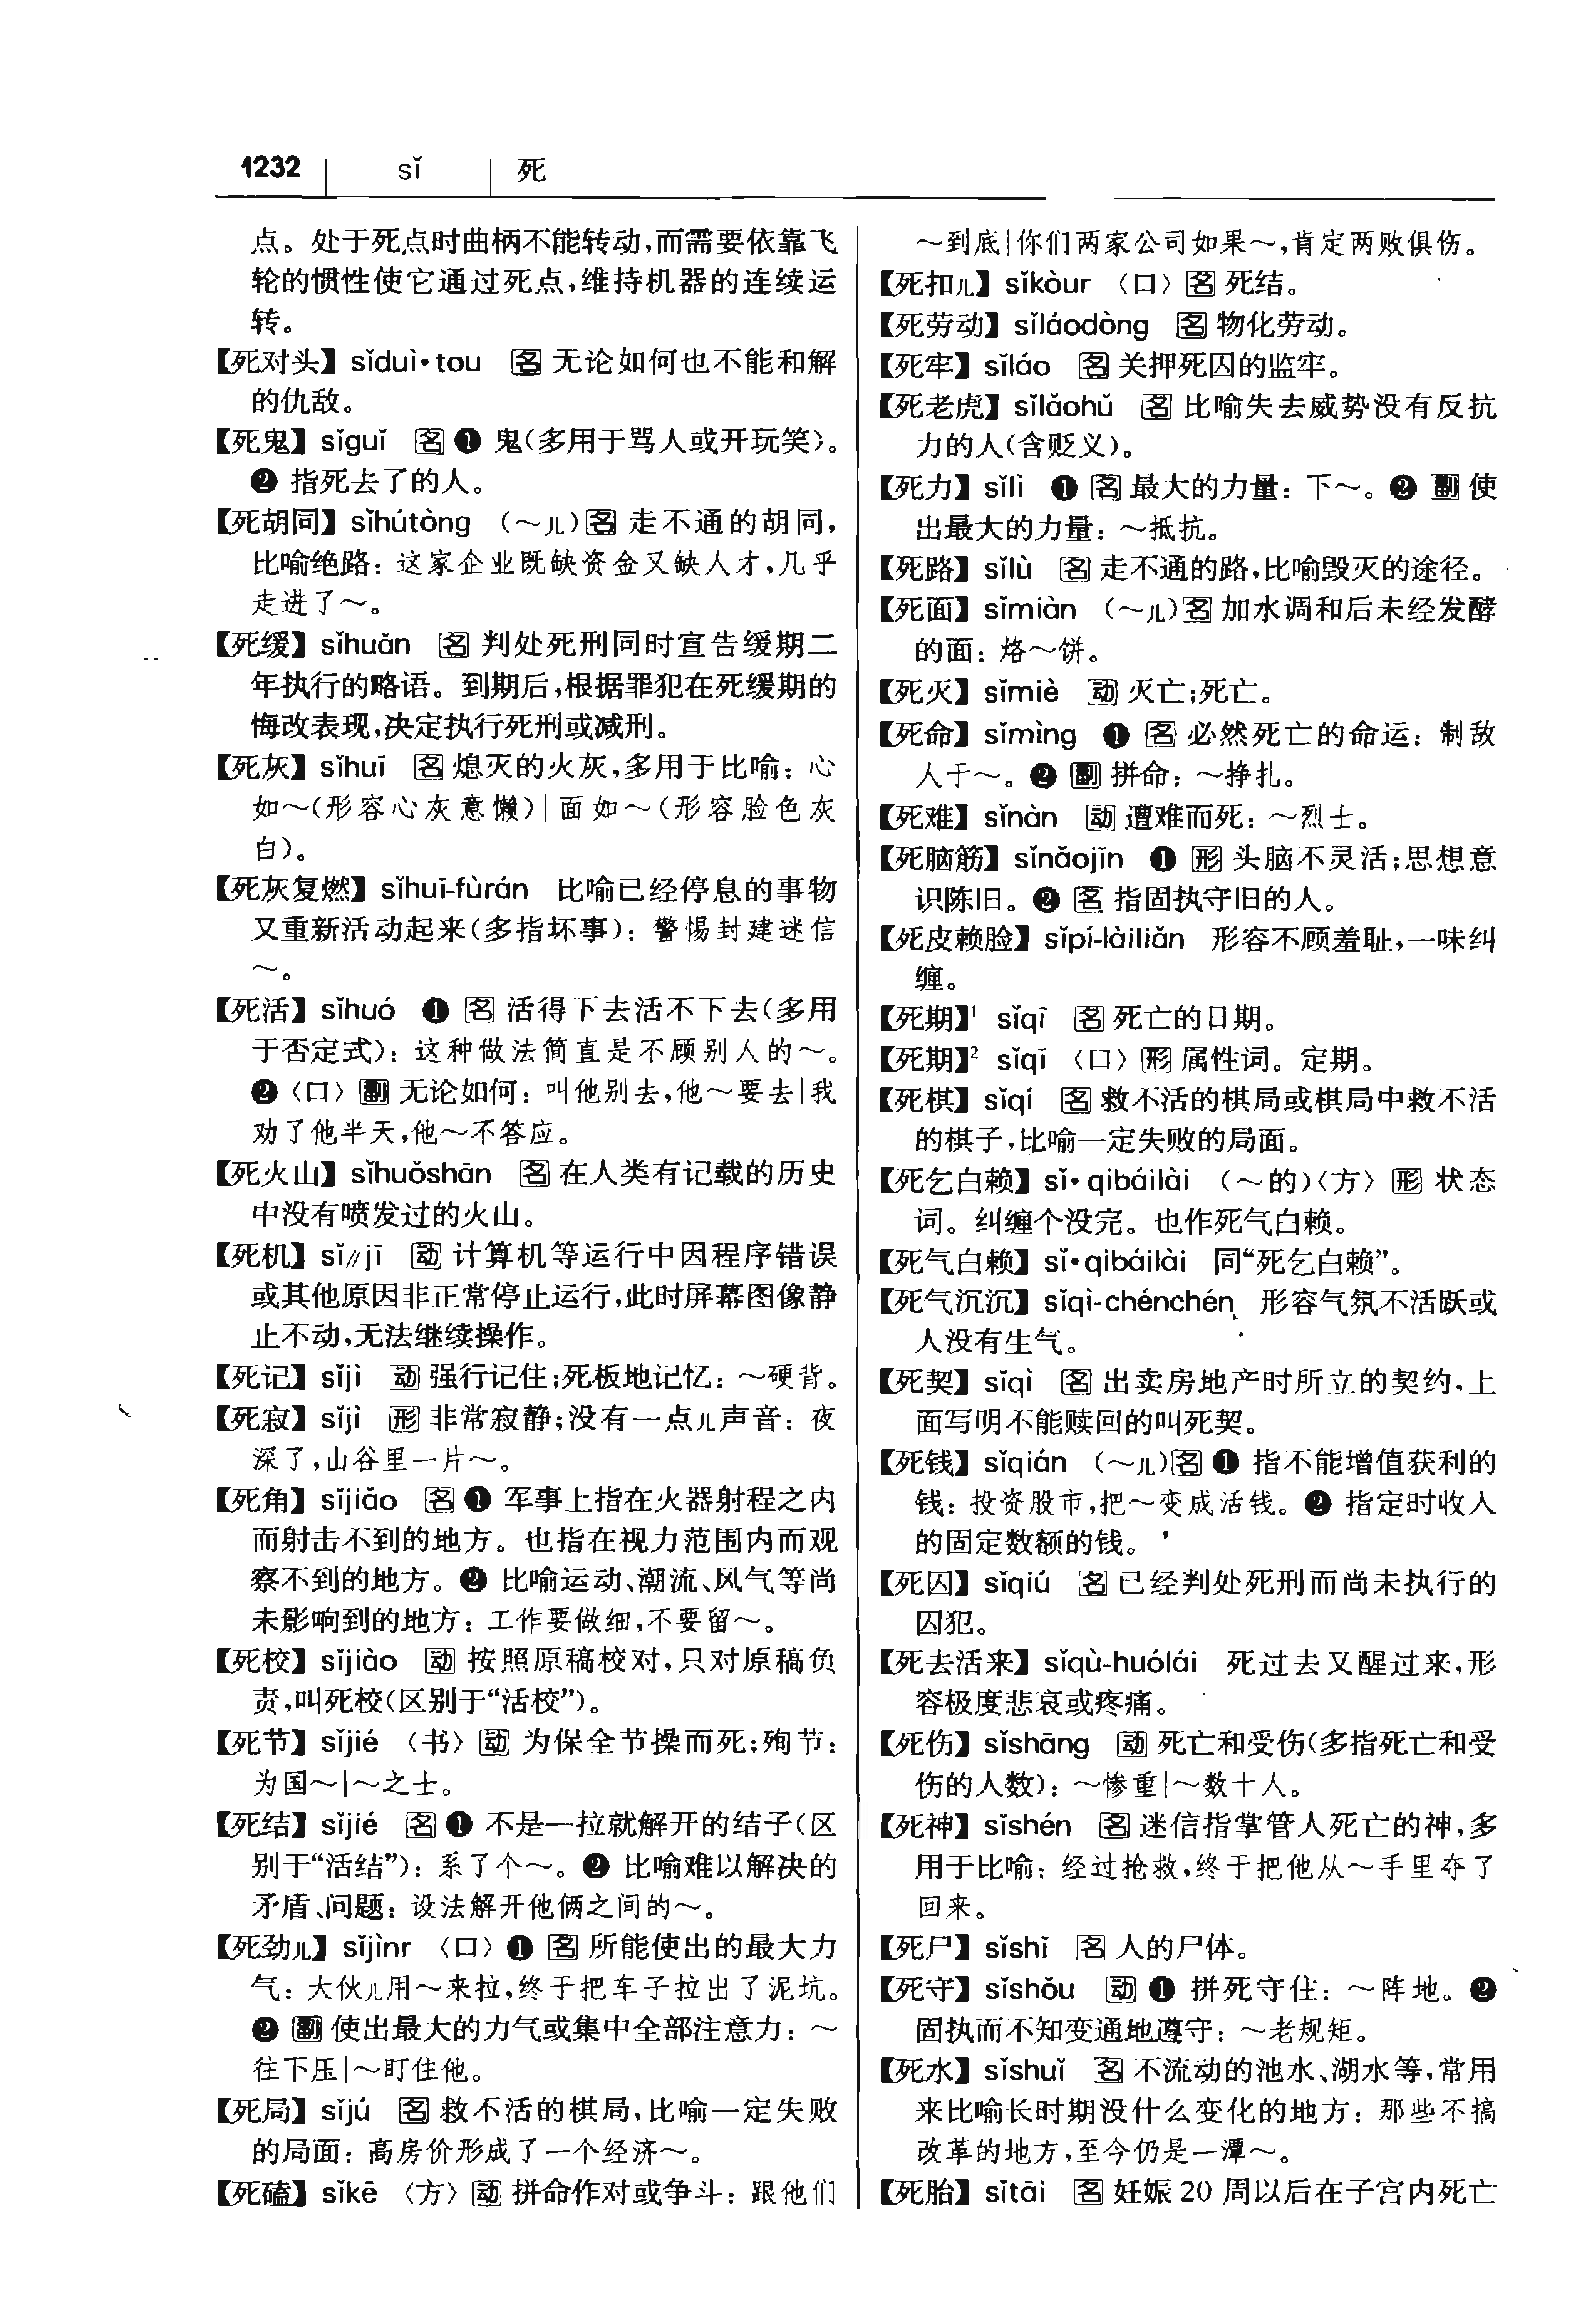 1232 sǐ 死
点。处于死点时曲柄不能转动,而需要依靠飞
轮的惯性使它通过死点,维持机器的连续运
转。
【死对头】 sǐduì•tou 名 无论如何也不能和解
的仇敌。
【死鬼】 sǐguǐ 名 ❶ 鬼(多用于骂人或开玩笑)。
❷ 指死去了的人。
【死胡同】 sǐhútòng (～儿)名 走不通的胡同,
比喻绝路: 这家企业既缺资金又缺人才,几乎
走进了～。
【死缓】 sǐhuǎn 名 判处死刑同时宣告缓期二
年执行的略语。到期后,根据罪犯在死缓期的
悔改表现,决定执行死刑或减刑。
【死灰】 sǐhuī 名 熄灭的火灰,多用于比喻: 心
如～(形容心灰意懒)|面如～(形容脸色灰
白)。
【死灰复燃】 sǐhuī-fùrán 比喻已经停息的事物
又重新活动起来(多指坏事): 警惕封建迷信
～。
【死活】 sǐhuó ❶ 名 活得下去活不下去(多用
于否定式): 这种做法简直是不顾别人的～。
❷〈口〉副 无论如何: 叫他别去,他～要去|我
劝了他半天,他～不答应。
【死火山】 sǐhuǒshān 名 在人类有记载的历史
中没有喷发过的火山。
【死机】 sǐ∥jī 动 计算机等运行中因程序错误
或其他原因非正常停止运行,此时屏幕图像静
止不动,无法继续操作。
【死记】 sǐjì 动 强行记住;死板地记忆: ～硬背。
【死寂】 sǐjì 形 非常寂静;没有一点儿声音: 夜
深了,山谷里一片～。
【死角】 sǐjiǎo 名 ❶ 军事上指在火器射程之内
而射击不到的地方。也指在视力范围内而观
察不到的地方。❷ 比喻运动、潮流、风气等尚
未影响到的地方: 工作要做细,不要留～。
【死校】 sǐjiào 动 按照原稿校对,只对原稿负
责,叫死校(区别于“活校”)。
【死节】 sǐjié 〈书〉动 为保全节操而死;殉节:
为国～|～之士。
【死结】 sǐjié 名 ❶ 不是一拉就解开的结子(区
别于“活结”): 系了个～。❷ 比喻难以解决的
矛盾、问题: 设法解开他俩之间的～。
【死劲儿】 sǐjìnr 〈口〉❶ 名 所能使出的最大力
气: 大伙儿用～来拉,终于把车子拉出了泥坑。
❷ 副 使出最大的力气或集中全部注意力: ～
往下压|～盯住他。
【死局】 sǐjú 名 救不活的棋局,比喻一定失败
的局面: 高房价形成了一个经济～。
【死磕】 sǐkē 〈方〉动 拼命作对或争斗: 跟他们
～到底|你们两家公司如果～,肯定两败俱伤。
【死扣儿】 sǐkòur 〈口〉名 死结。
【死劳动】 sǐláodòng 名 物化劳动。
【死牢】 sǐláo 名 关押死囚的监牢。
【死老虎】 sǐlǎohǔ 名 比喻失去威势没有反抗
力的人(含贬义)。
【死力】 sǐlì ❶ 名 最大的力量: 下～。❷ 副 使
出最大的力量: ～抵抗。
【死路】 sǐlù 名 走不通的路,比喻毁灭的途径。
【死面】 sǐmiàn (～儿)名 加水调和后未经发酵
的面: 烙～饼。
【死灭】 sǐmiè 动 灭亡;死亡。
【死命】 sǐmìng ❶ 名 必然死亡的命运: 制敌
人于～。❷ 副 拼命: ～挣扎。
【死难】 sǐnàn 动 遭难而死: ～烈士。
【死脑筋】 sǐnǎojīn ❶ 形 头脑不灵活;思想意
识陈旧。❷ 名 指固执守旧的人。
【死皮赖脸】 sǐpí-làiliǎn 形容不顾羞耻,一味纠
缠。
【死期】¹ sǐqī 名 死亡的日期。
【死期】² sǐqī 〈口〉形 属性词。定期。
【死棋】 sǐqí 名 救不活的棋局或棋局中救不活
的棋子,比喻一定失败的局面。
【死乞白赖】 sǐ•qibáilài (～的)〈方〉形 状态
词。纠缠个没完。也作死气白赖。
【死气白赖】 sǐ•qibáilài 同“死乞白赖”。
【死气沉沉】 sǐqì-chénchén 形容气氛不活跃或
人没有生气。
【死契】 sǐqì 名 出卖房地产时所立的契约,上
面写明不能赎回的叫死契。
【死钱】 sǐqián (～儿)名 ❶ 指不能增值获利的
钱: 投资股市,把～变成活钱。❷ 指定时收入
的固定数额的钱。
【死囚】 sǐqiú 名 已经判处死刑而尚未执行的
囚犯。
【死去活来】 sǐqù-huólái 死过去又醒过来,形
容极度悲哀或疼痛。
【死伤】 sǐshāng 动 死亡和受伤(多指死亡和受
伤的人数): ～惨重|～数十人。
【死神】 sǐshén 名 迷信指掌管人死亡的神,多
用于比喻: 经过抢救,终于把他从～手里夺了
回来。
【死尸】 sǐshī 名 人的尸体。
【死守】 sǐshǒu 动 ❶ 拼死守住: ～阵地。❷
固执而不知变通地遵守: ～老规矩。
【死水】 sǐshuǐ 名 不流动的池水、湖水等,常用
来比喻长时期没什么变化的地方: 那些不搞
改革的地方,至今仍是一潭～。
【死胎】 sǐtāi 名 妊娠 20 周以后在子宫内死亡